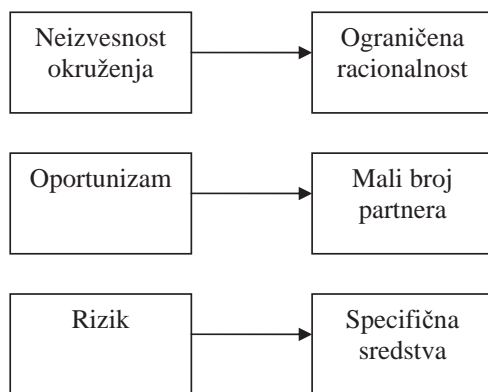 Neizvesnost
okruženja
Ograničena
racionalnost
Oportunizam
Mali broj
partnera
Rizik
Specifična
sredstva